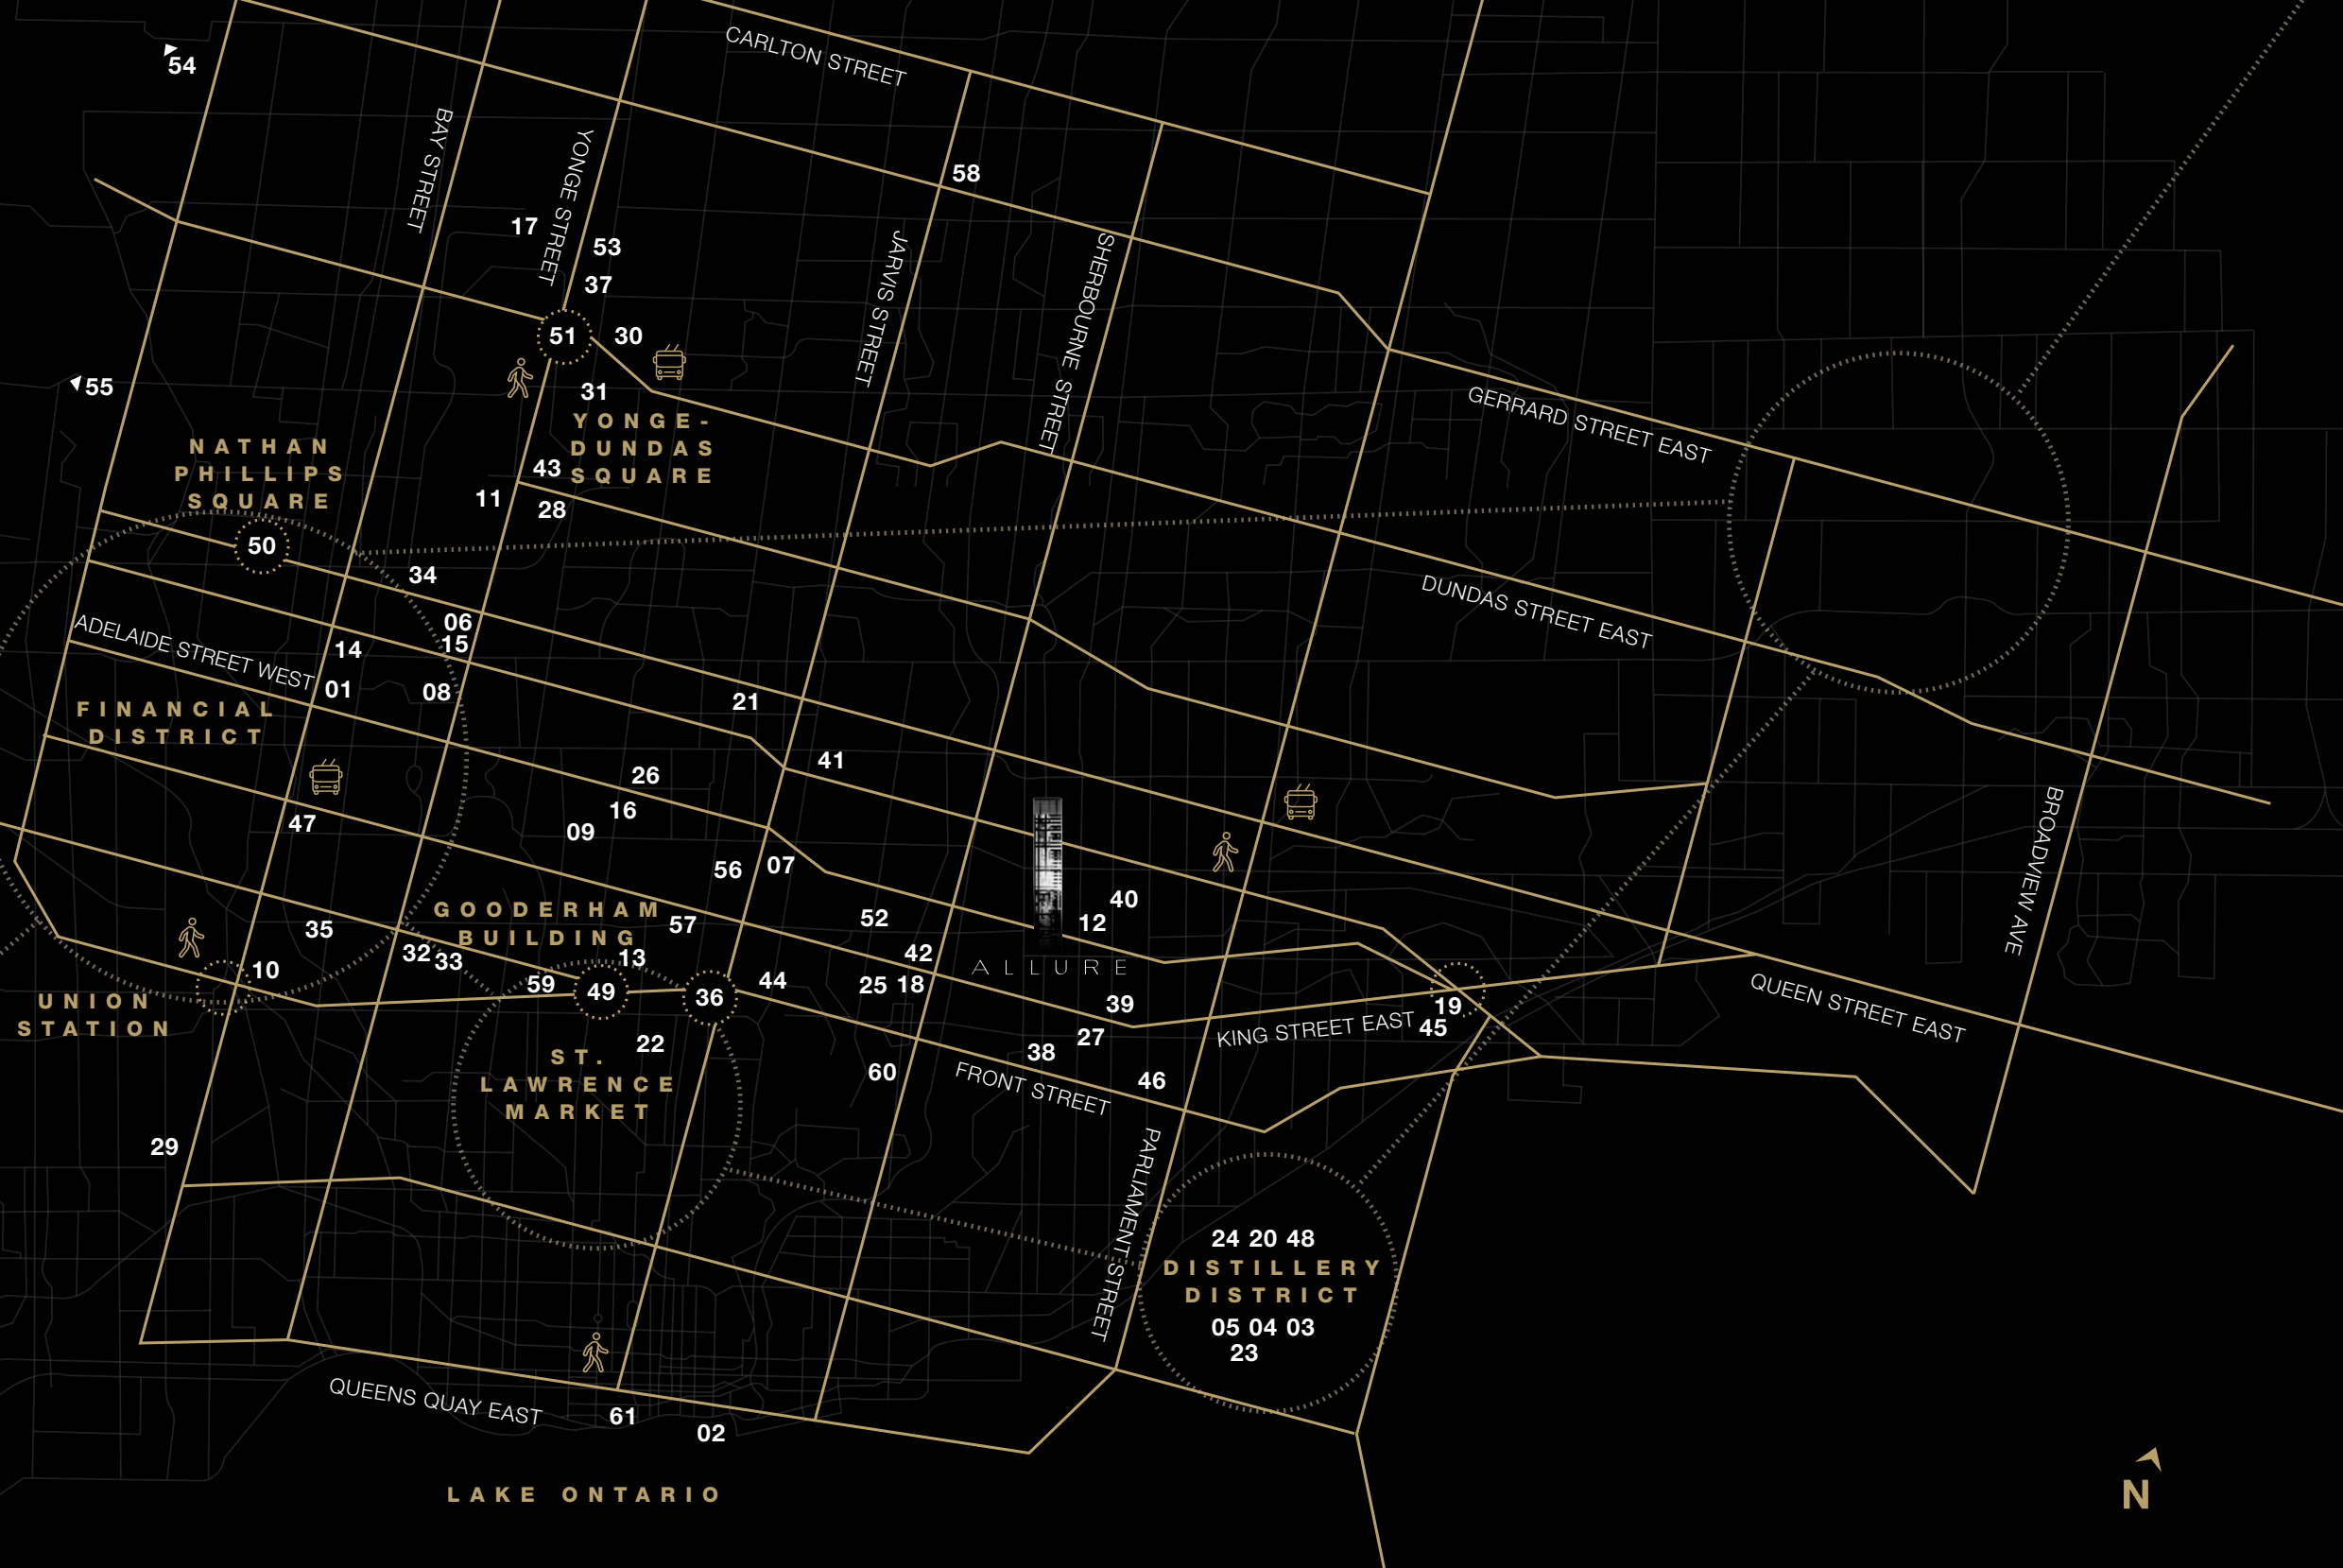 CARLTON STREET
54
BAY STREET
YONGE STREET
58
17
53
JARVIS STREET
SHERBOURNE STREET
37
51
30
55
31
GERRARD STREET EAST
YONGE-
DUNDAS
SQUARE
NATHAN
PHILLIPS
SQUARE
43
11
28
50
34
DUNDAS STREET EAST
06
15
ADELAIDE STREET WEST
14
01
08
21
FINANCIAL
DISTRICT
41
26
16
47
09
BROADVIEW AVE
56
07
40
GOODERHAM
BUILDING
57
52
12
35
32
33
13
42
ALLURE
10
59
49
36
44
25 18
39
19
QUEEN STREET EAST
UNION
STATION
KING STREET EAST
45
22
27
38
ST.
LAWRENCE
MARKET
60
FRONT STREET
46
29
PARLIAMENT STREET
24 20 48
DISTILLERY
DISTRICT
05 04 03
23
QUEENS QUAY EAST
61
02
LAKE ONTARIO
N